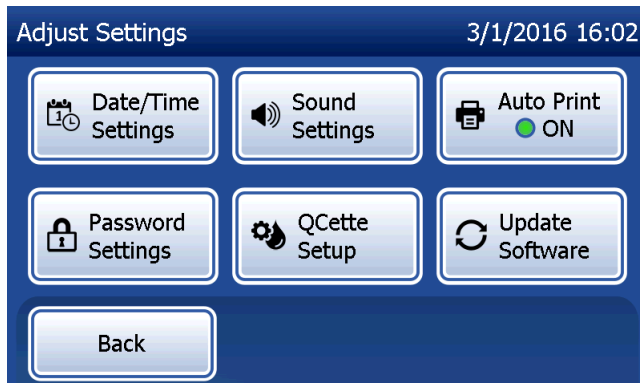 Adjust Settings 3/1/2016 16:02
Date/Time
Settings
Sound
Settings
Auto Print
ON
Password
Settings
QCette
Setup
Update
Software
Back